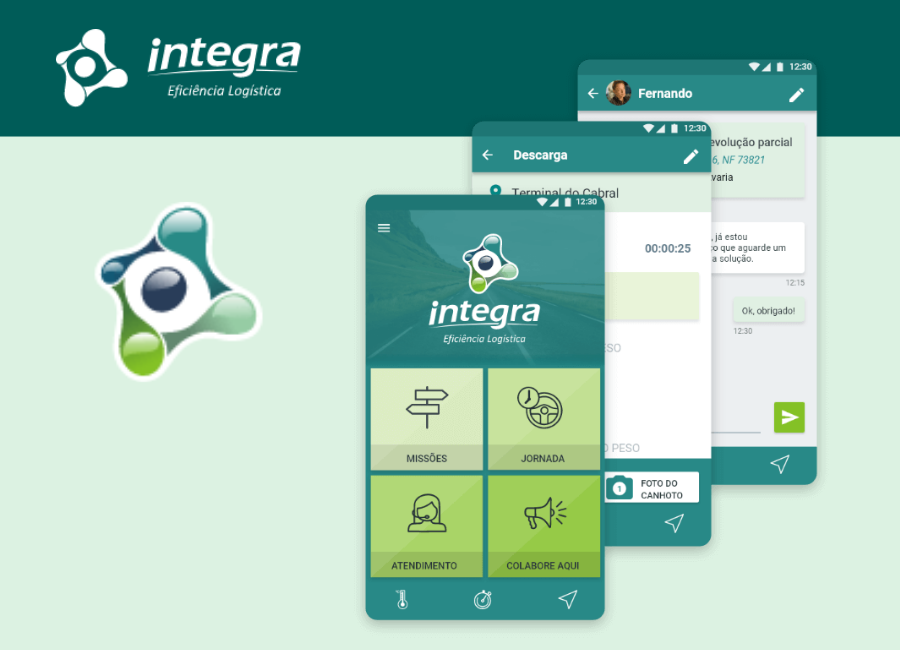 integra
Eficiência Logística
12:30
Fernando
evolução parcial
6, NF 73821
varia
, já estou
o que aguarde um
a solução.
12:15
Ok, obrigado!
12:30
12:30
Descarga
Terminal do Cabral
00:00:25
ESO
O PESO
1
FOTO DO
CANHOTO
12:30
integra
Eficiência Logística
MISSÕES
JORNADA
ATENDIMENTO
COLABORE AQUI